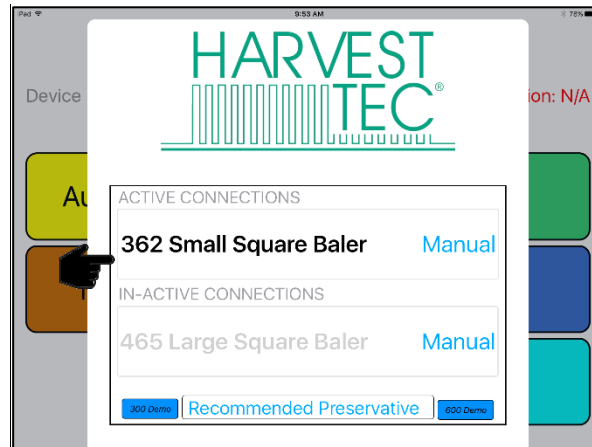 iPad 9:53 AM 78%
HARVEST
TEC®
Device ion: N/A
Au
ACTIVE CONNECTIONS
362 Small Square Baler Manual
IN-ACTIVE CONNECTIONS
465 Large Square Baler Manual
300 Demo Recommended Preservative 600 Demo